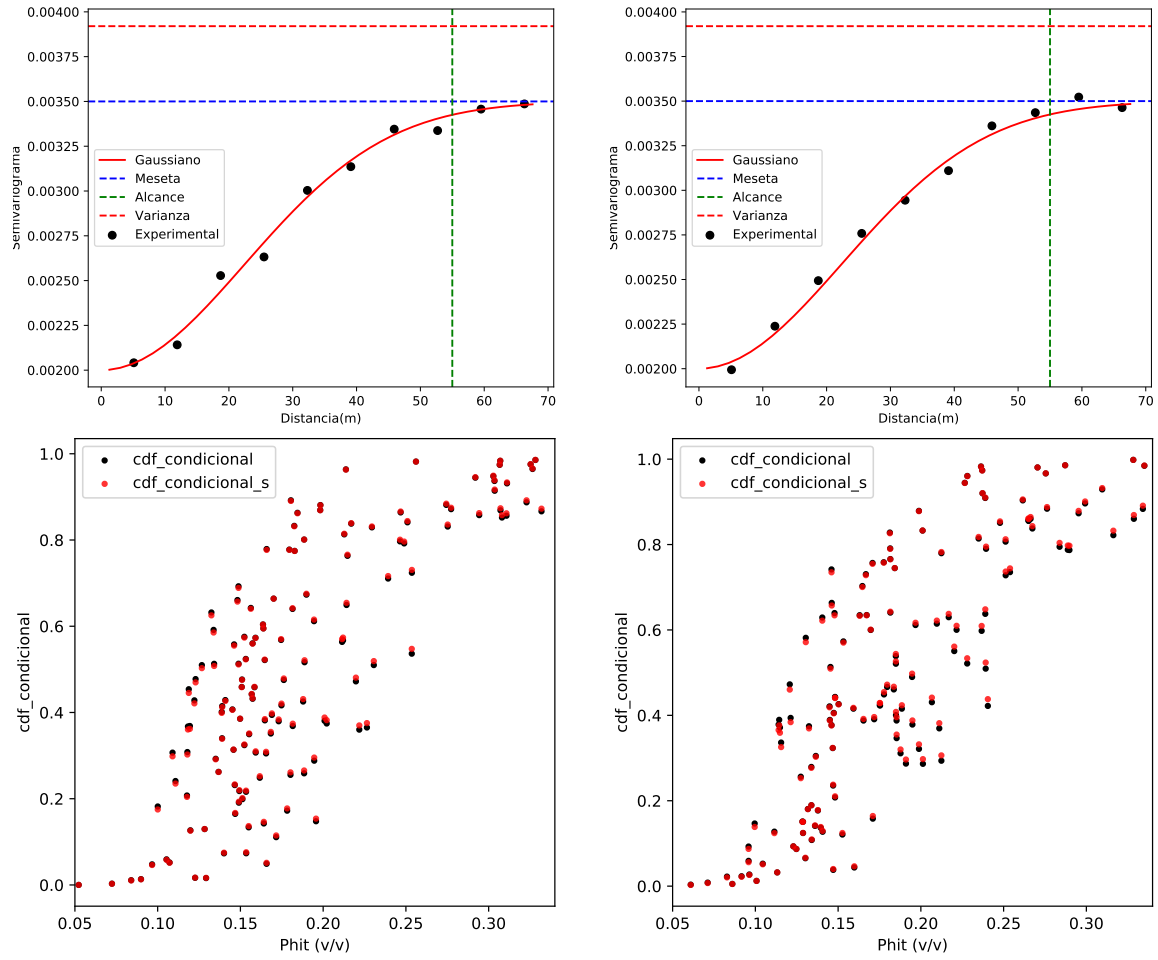 0.00400
0.00375
0.00350
0.00325
0.00300
0.00275
0.00250
0.00225
0.00200
Semivariograma
Gaussiano
Meseta
Alcance
Varianza
Experimental
0 10 20 30 40 50 60 70
Distancia(m)
0.00400
0.00375
0.00350
0.00325
0.00300
0.00275
0.00250
0.00225
0.00200
Semivariograma
Gaussiano
Meseta
Alcance
Varianza
Experimental
0 10 20 30 40 50 60 70
Distancia(m)
1.0
0.8
0.6
0.4
0.2
0.0
cdf_condicional
cdf_condicional
cdf_condicional_s
0.05 0.10 0.15 0.20 0.25 0.30
Phit (v/v)
1.0
0.8
0.6
0.4
0.2
0.0
cdf_condicional
cdf_condicional
cdf_condicional_s
0.05 0.10 0.15 0.20 0.25 0.30
Phit (v/v)